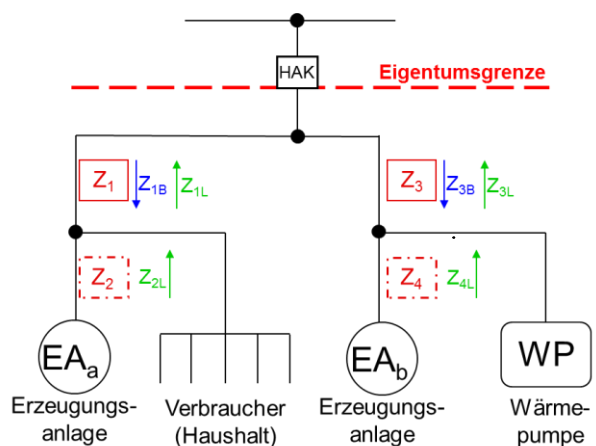 HAK
Eigentumsgrenze
Z₁ Z₁B Z₁L Z₃ Z₃B Z₃L
Z₂ Z₂L Z₄ Z₄L
EAₐ EA_b WP
Erzeugungs-
anlage
Verbraucher
(Haushalt)
Erzeugungs-
anlage
Wärme-
pumpe